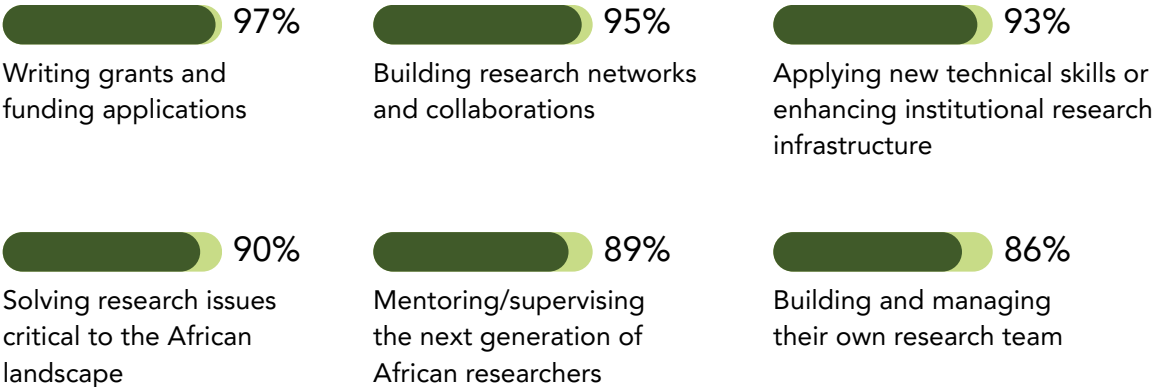 97%
Writing grants and
funding applications
95%
Building research networks
and collaborations
93%
Applying new technical skills or
enhancing institutional research
infrastructure
90%
Solving research issues
critical to the African
landscape
89%
Mentoring/supervising
the next generation of
African researchers
86%
Building and managing
their own research team